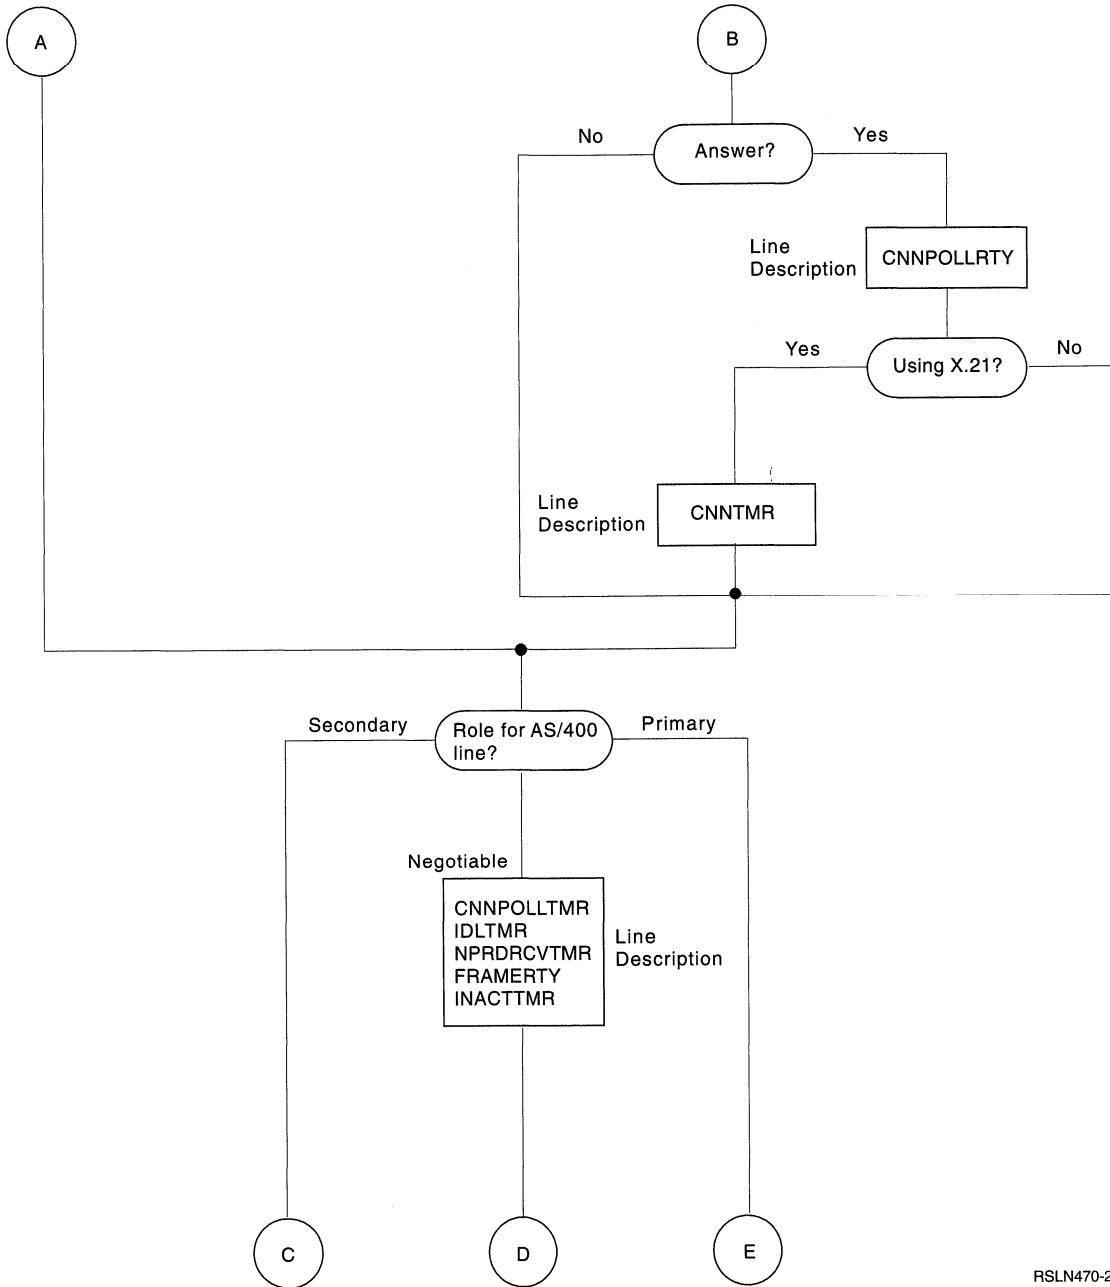 A
B
No
Answer?
Yes
Line
Description
CNNPOLLRTY
Yes
Using X.21?
No
Line
Description
CNNTMR
Secondary
Role for AS/400
line?
Primary
Negotiable
CNNPOLLTMR
IDLTMR
NPRDRCVTMR
FRAMERTY
INACTTMR
Line
Description
C
D
E
RSLN470-2